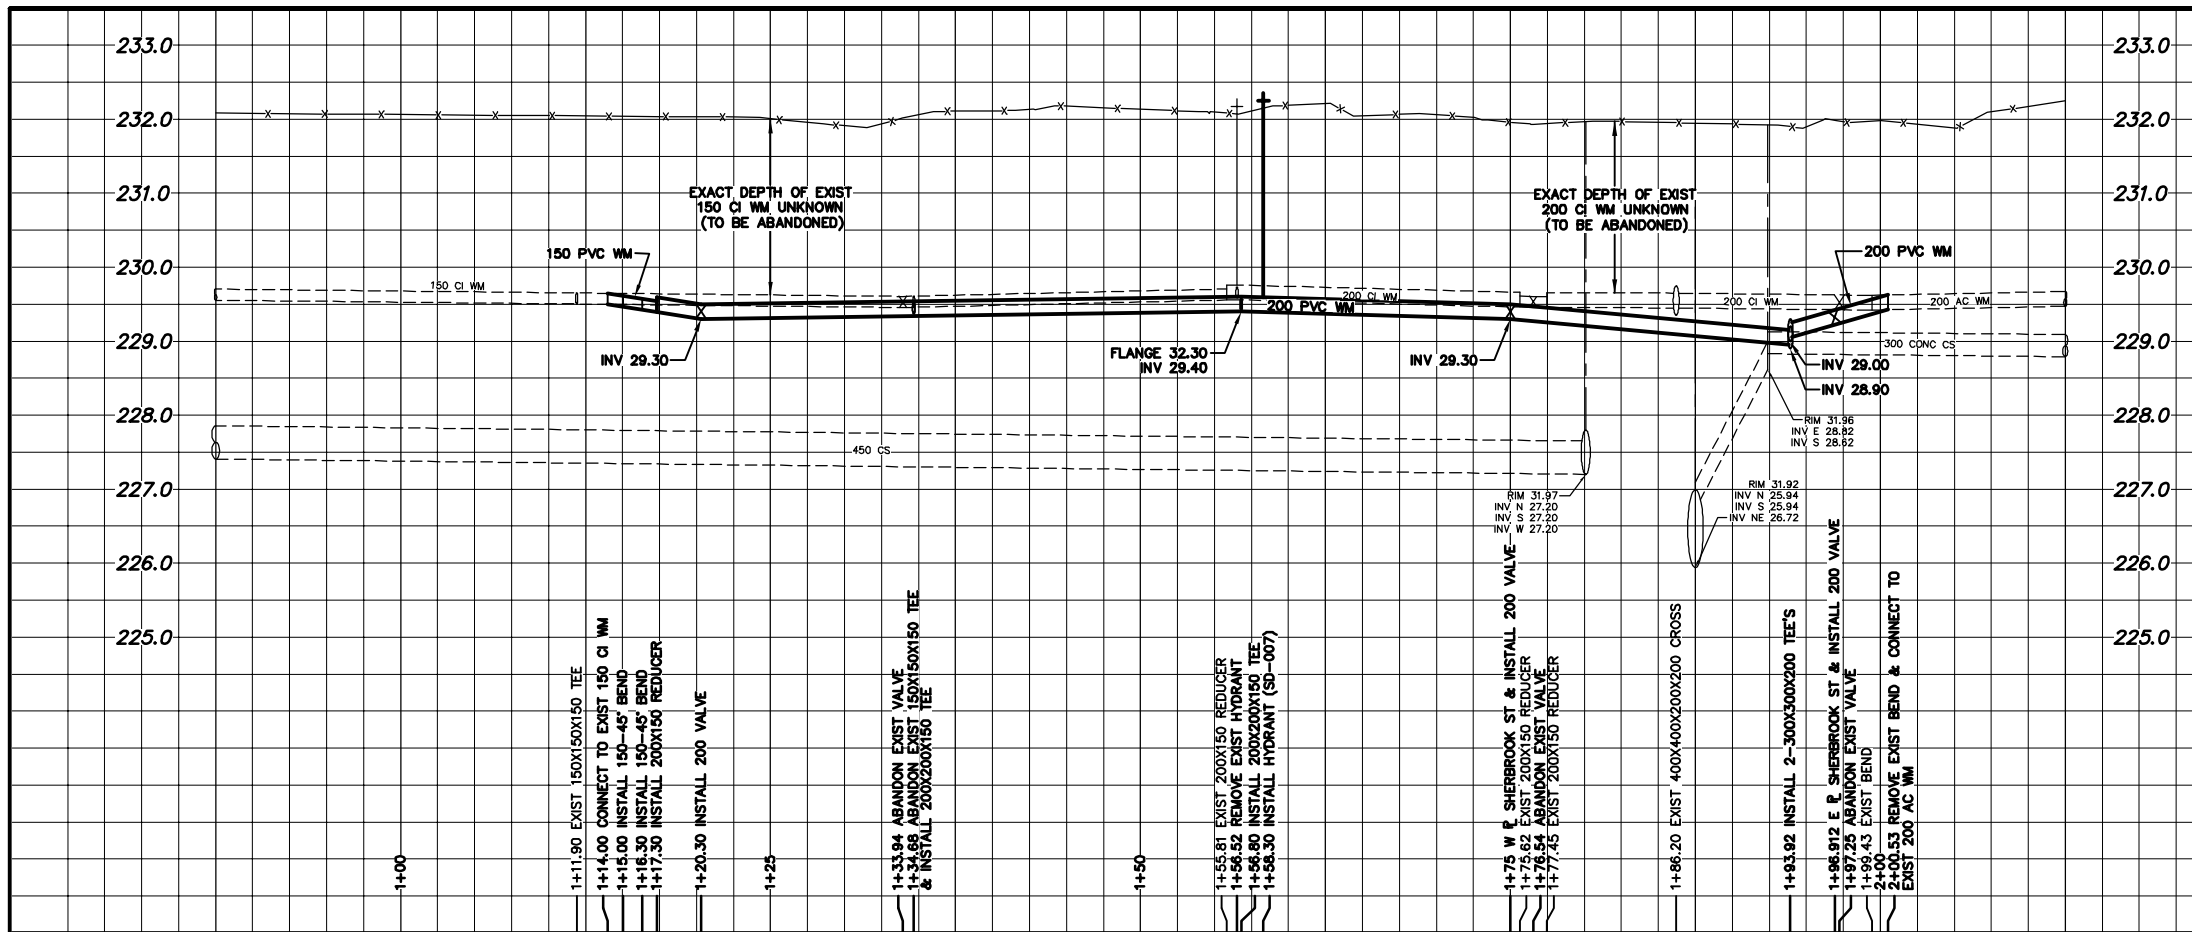 233.0
233.0
232.0
232.0
231.0
231.0
230.0
230.0
229.0
229.0
228.0
228.0
227.0
227.0
226.0
226.0
225.0
225.0
EXACT DEPTH OF EXIST
150 CI WM UNKNOWN
(TO BE ABANDONED)
EXACT DEPTH OF EXIST
200 CI WM UNKNOWN
(TO BE ABANDONED)
150 PVC WM
200 PVC WM
150 CI WM
200 CI WM
200 PVC WM
200 CI WM
200 AC WM
INV 29.30
FLANGE 32.30
INV 29.40
INV 29.30
300 CONC CS
INV 29.00
INV 28.90
RIM 31.96
INV E 28.82
INV S 28.62
450 CS
RIM 31.97
INV N 27.20
INV S 27.20
INV W 27.20
RIM 31.92
INV N 25.94
INV S 25.94
INV NE 26.72
1+00
1+11.90 EXIST 150X150X150 TEE
1+14.00 CONNECT TO EXIST 150 CI WM
1+15.00 INSTALL 150-45° BEND
1+16.30 INSTALL 150-45° BEND
1+17.30 INSTALL 200X150 REDUCER
1+20.30 INSTALL 200 VALVE
1+25
1+33.94 ABANDON EXIST VALVE
1+34.68 ABANDON EXIST 150X150X150X150 TEE
& INSTALL 200X200X150 TEE
1+50
1+55.81 EXIST 200X150 REDUCER
1+56.52 REMOVE EXIST HYDRANT
1+56.80 INSTALL 200X200X150 TEE
1+58.30 INSTALL HYDRANT (SD-007)
1+75 W PL SHERBROOK ST & INSTALL 200 VALVE
1+75.62 EXIST 200X150 REDUCER
1+76.54 ABANDON EXIST VALVE
1+77.45 EXIST 200X150 REDUCER
1+86.20 EXIST 400X400X200X200 CROSS
1+93.92 INSTALL 2-300X300X200 TEE'S
1+96.912 E PL SHERBROOK ST & INSTALL 200 VALVE
1+97.25 ABANDON EXIST VALVE
1+99.43 EXIST BEND
2+00
2+00.53 REMOVE EXIST BEND & CONNECT TO
EXIST 200 AC WM